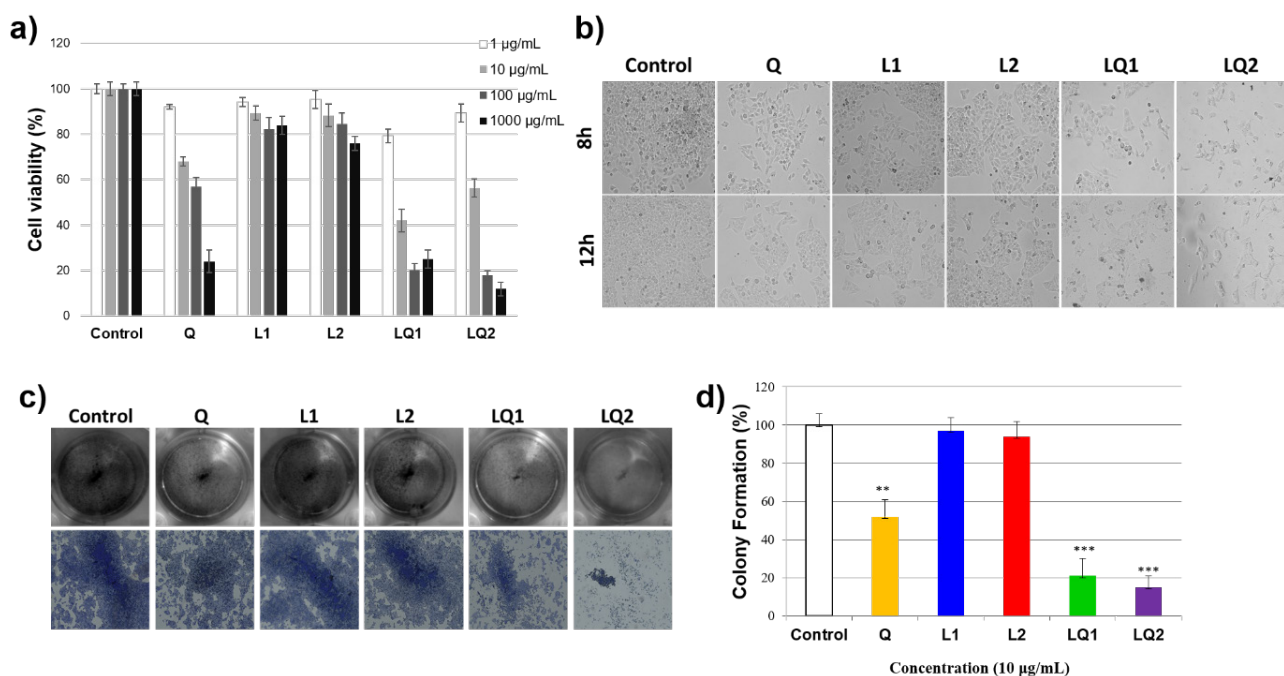 a)
120
100
80
60
40
20
0
Cell viability (%)
1 µg/mL
10 µg/mL
100 µg/mL
1000 µg/mL
Control Q L1 L2 LQ1 LQ2
b)
Control Q L1 L2 LQ1 LQ2
8h
12h
c)
Control Q L1 L2 LQ1 LQ2
d)
120
100
80
60
40
20
0
Colony Formation (%)
**
***
***
Control Q L1 L2 LQ1 LQ2
Concentration (10 µg/mL)